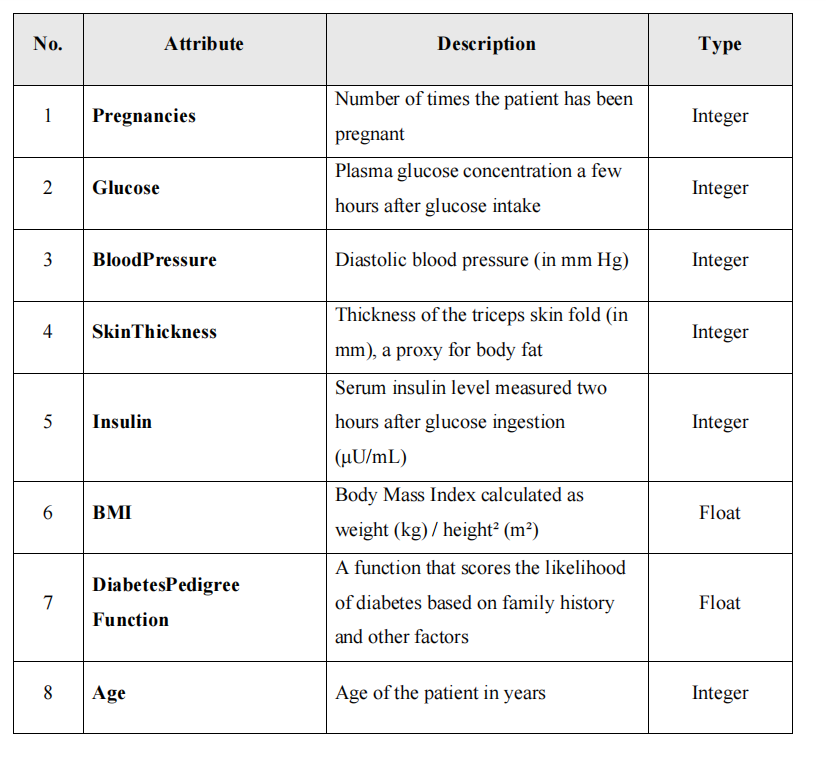 No. Attribute Description Type
1 Pregnancies Number of times the patient has been
pregnant Integer
2 Glucose Plasma glucose concentration a few
hours after glucose intake Integer
3 BloodPressure Diastolic blood pressure (in mm Hg) Integer
4 SkinThickness Thickness of the triceps skin fold (in
mm), a proxy for body fat Integer
5 Insulin Serum insulin level measured two
hours after glucose ingestion
(μU/mL) Integer
6 BMI Body Mass Index calculated as
weight (kg) / height² (m²) Float
7 DiabetesPedigree
Function A function that scores the likelihood
of diabetes based on family history
and other factors Float
8 Age Age of the patient in years Integer